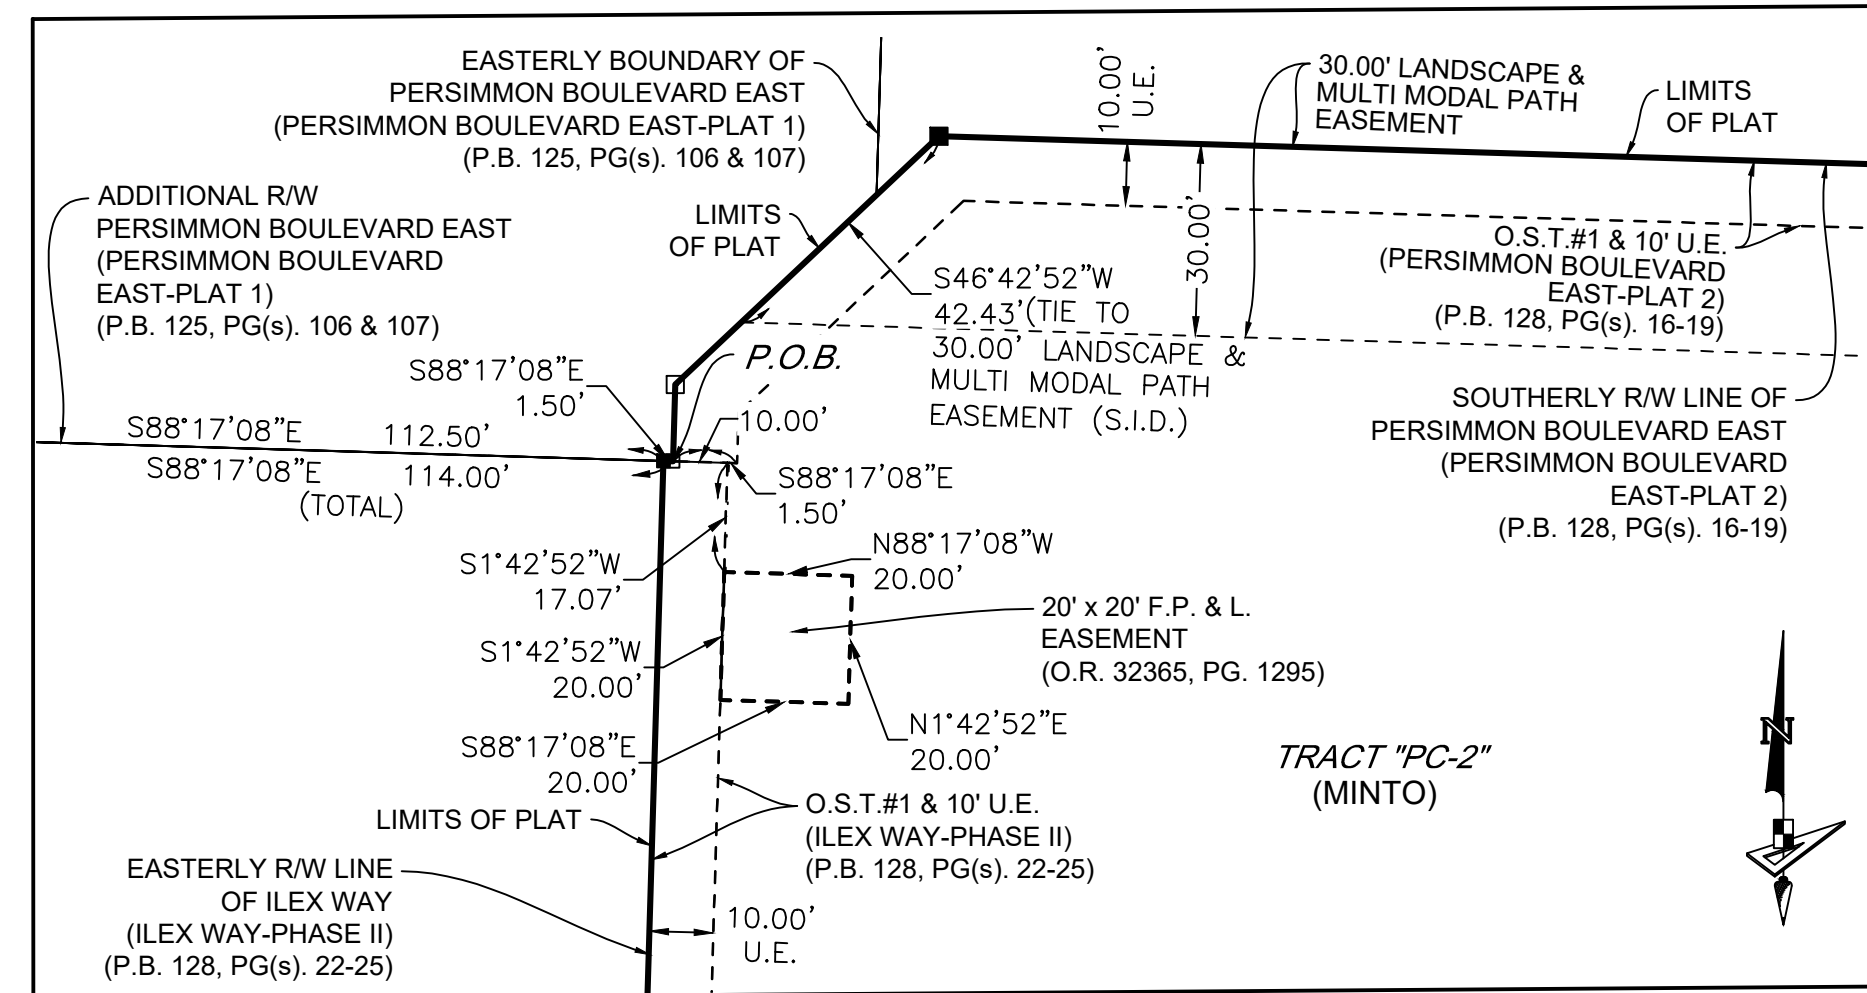 EASTERLY BOUNDARY OF
PERSIMMON BOULEVARD EAST
(PERSIMMON BOULEVARD EAST-PLAT 1)
(P.B. 125, PG(s). 106 & 107)
10.00'
U.E.
30.00' LANDSCAPE &
MULTI MODAL PATH
EASEMENT
LIMITS
OF PLAT
ADDITIONAL R/W
PERSIMMON BOULEVARD EAST
(PERSIMMON BOULEVARD
EAST-PLAT 1)
(P.B. 125, PG(s). 106 & 107)
LIMITS
OF PLAT
30.00'
O.S.T.#1 & 10' U.E.
(PERSIMMON BOULEVARD
EAST-PLAT 2)
(P.B. 128, PG(s). 16-19)
S46°42'52"W
42.43'(TIE TO
30.00' LANDSCAPE &
MULTI MODAL PATH
EASEMENT (S.I.D.)
P.O.B.
S88°17'08"E
1.50'
10.00'
S88°17'08"E 112.50'
S88°17'08"E 114.00'
(TOTAL)
SOUTHERLY R/W LINE OF
PERSIMMON BOULEVARD EAST
(PERSIMMON BOULEVARD
EAST-PLAT 2)
(P.B. 128, PG(s). 16-19)
S88°17'08"E
1.50'
S1°42'52"W
17.07'
N88°17'08"W
20.00'
20' x 20' F.P. & L.
EASEMENT
(O.R. 32365, PG. 1295)
S1°42'52"W
20.00'
N1°42'52"E
20.00'
S88°17'08"E
20.00'
N
TRACT "PC-2"
(MINTO)
LIMITS OF PLAT
O.S.T.#1 & 10' U.E.
(ILEX WAY-PHASE II)
(P.B. 128, PG(s). 22-25)
EASTERLY R/W LINE
OF ILEX WAY
(ILEX WAY-PHASE II)
(P.B. 128, PG(s). 22-25)
10.00'
U.E.